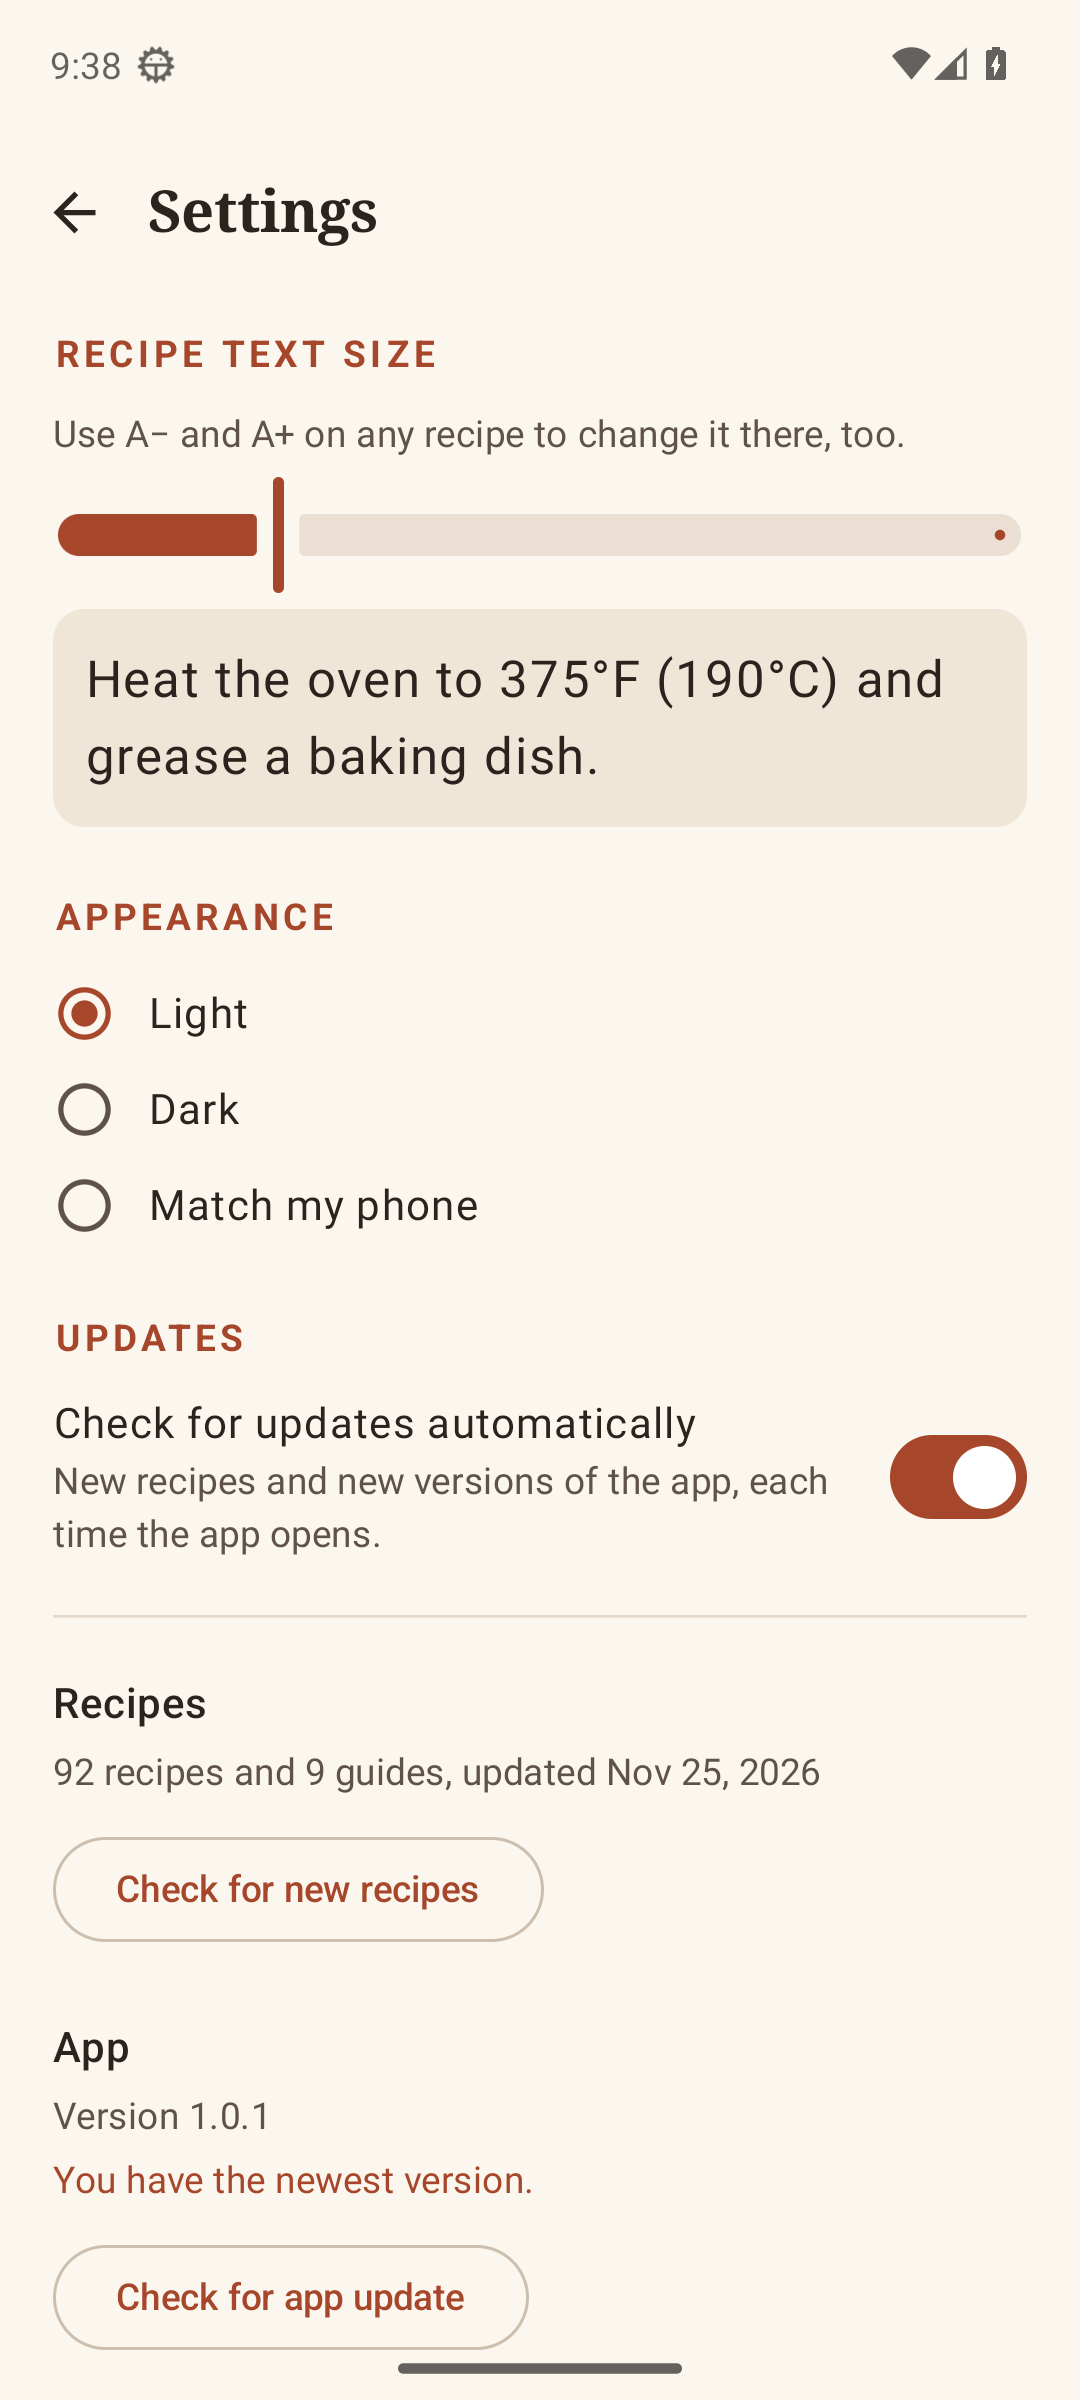 9:38
Settings
RECIPE TEXT SIZE
Use A− and A+ on any recipe to change it there, too.
Heat the oven to 375°F (190°C) and
grease a baking dish.
APPEARANCE
Light
Dark
Match my phone
UPDATES
Check for updates automatically
New recipes and new versions of the app, each
time the app opens.
Recipes
92 recipes and 9 guides, updated Nov 25, 2026
Check for new recipes
App
Version 1.0.1
You have the newest version.
Check for app update